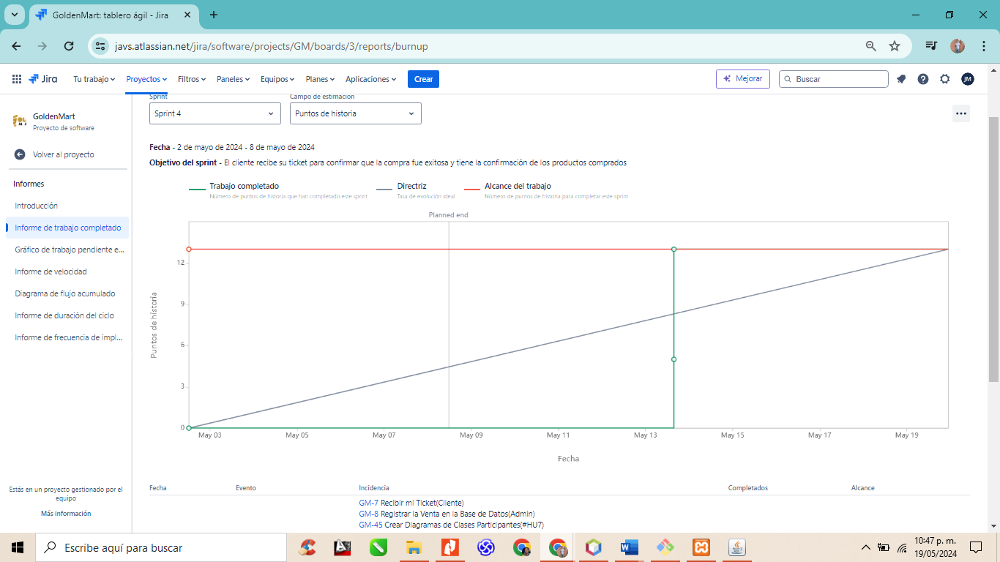 GoldenMart: tablero ágil - Jira
javs.atlassian.net/jira/software/projects/GM/boards/3/reports/burnup
Jira Tu trabajo Proyectos Filtros Paneles Equipos Planes Aplicaciones Crear Mejorar Buscar JM
GoldenMart
Proyecto de software
Volver al proyecto
Informes
Introducción
Informe de trabajo completado
Gráfico de trabajo pendiente e...
Informe de velocidad
Diagrama de flujo acumulado
Informe de duración del ciclo
Informe de frecuencia de impl...
Estás en un proyecto gestionado por el
equipo
Más información
Sprint Campo de estimación
Sprint 4 Puntos de historia
Fecha - 2 de mayo de 2024 - 8 de mayo de 2024
Objetivo del sprint - El cliente recibe su ticket para confirmar que la compra fue exitosa y tiene la confirmación de los productos comprados
Trabajo completado Directriz Alcance del trabajo
Número de puntos de historia que han completado este sprint Tasa de evolución ideal Número de puntos de historia para completar este sprint
Planned end
12
9
6
3
0
Puntos de historia
May 03 May 05 May 07 May 09 May 11 May 13 May 15 May 17 May 19
Fecha
Fecha Evento Incidencia Completados Alcance
GM-7 Recibir mi Ticket(Cliente)
GM-8 Registrar la Venta en la Base de Datos(Admin)
GM-45 Crear Diagramas de Clases Participantes(#HU7)
Escribe aquí para buscar
10:47 p. m.
19/05/2024